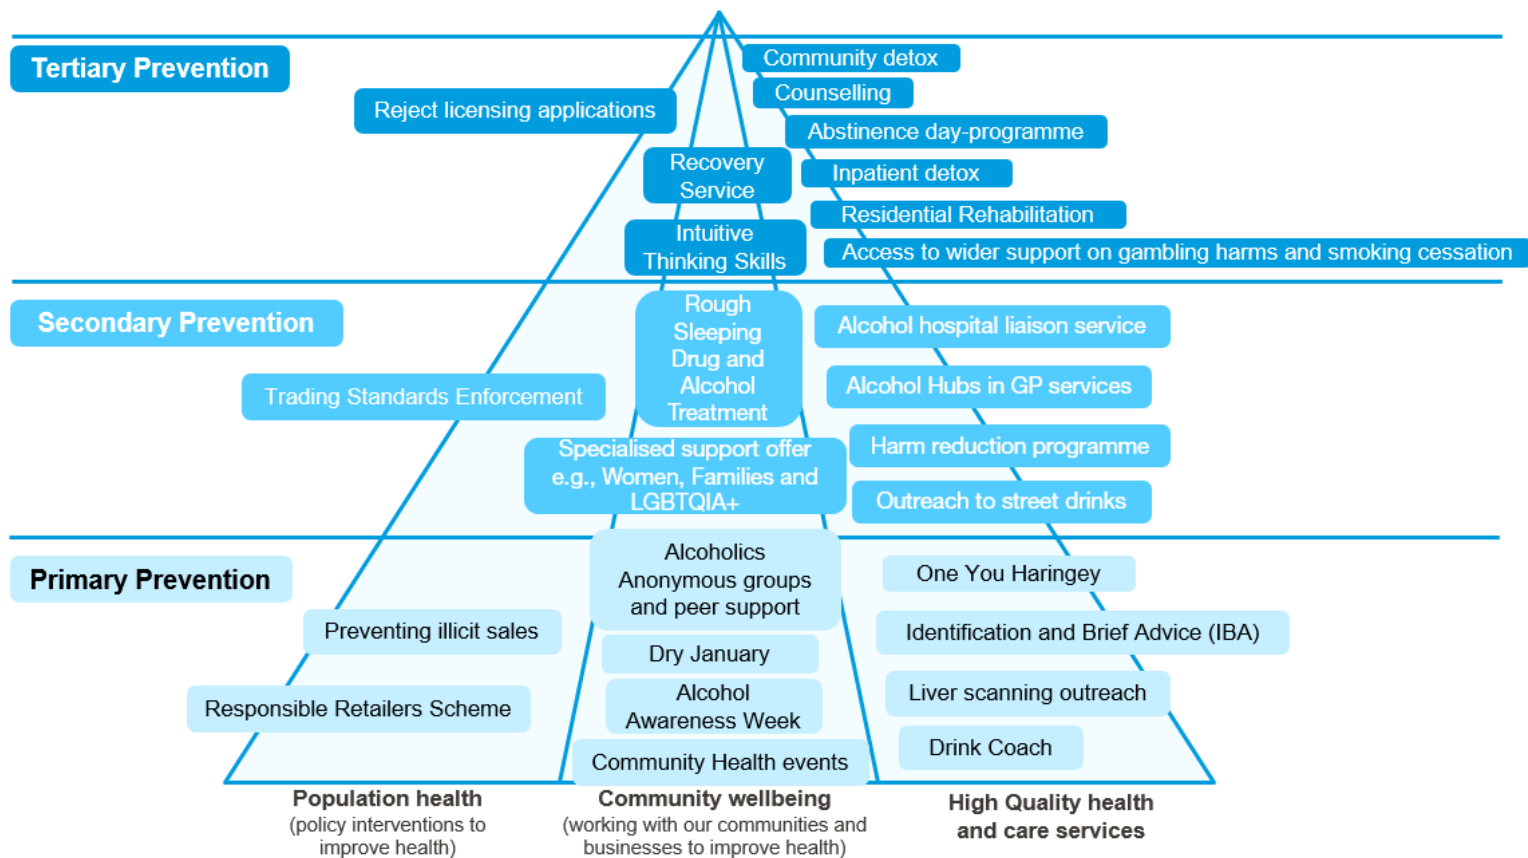 Tertiary Prevention
Reject licensing applications
Recovery
Service
Intuitive
Thinking Skills
Community detox
Counselling
Abstinence day-programme
Inpatient detox
Residential Rehabilitation
Access to wider support on gambling harms and smoking cessation
Secondary Prevention
Trading Standards Enforcement
Rough
Sleeping
Drug and
Alcohol
Treatment
Specialised support offer
e.g., Women, Families and
LGBTQIA+
Alcohol hospital liaison service
Alcohol Hubs in GP services
Harm reduction programme
Outreach to street drinks
Primary Prevention
Preventing illicit sales
Responsible Retailers Scheme
Alcoholics
Anonymous groups
and peer support
Dry January
Alcohol
Awareness Week
Community Health events
One You Haringey
Identification and Brief Advice (IBA)
Liver scanning outreach
Drink Coach
Population health
(policy interventions to
improve health)
Community wellbeing
(working with our communities and
businesses to improve health)
High Quality health
and care services